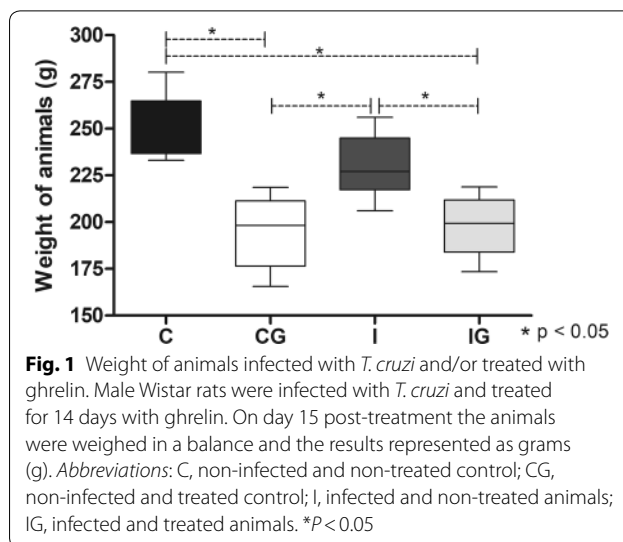 *
*
*
*
300
275
250
225
200
175
150
Weight of animals (g)
C CG I IG * p < 0.05
Fig. 1 Weight of animals infected with T. cruzi and/or treated with
ghrelin. Male Wistar rats were infected with T. cruzi and treated
for 14 days with ghrelin. On day 15 post-treatment the animals
were weighed in a balance and the results represented as grams
(g). Abbreviations: C, non-infected and non-treated control; CG,
non-infected and treated control; I, infected and non-treated animals;
IG, infected and treated animals. *P < 0.05